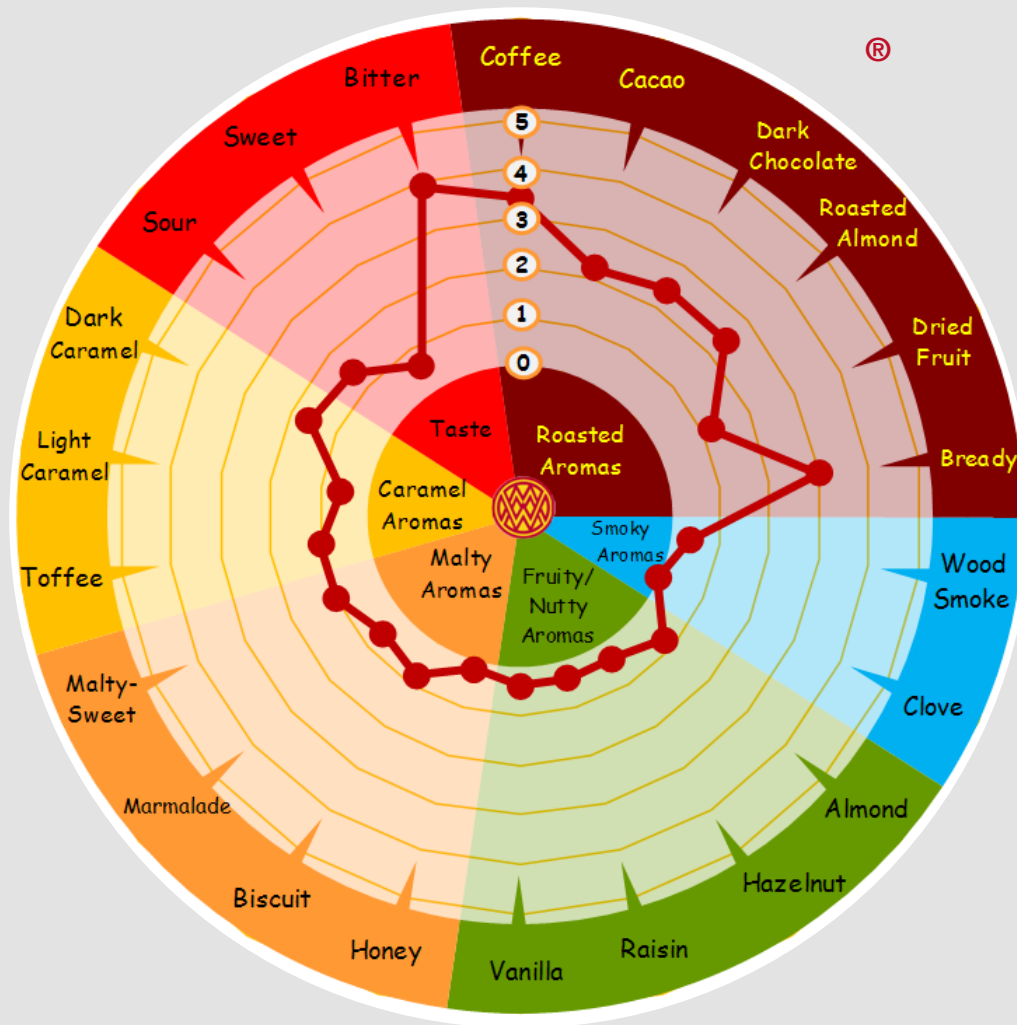 ®
Coffee
Cacao
Dark
Chocolate
Roasted
Almond
Dried
Fruit
Bready
Wood
Smoke
Clove
Almond
Hazelnut
Raisin
Vanilla
Honey
Biscuit
Marmalade
Malty-
Sweet
Toffee
Light
Caramel
Dark
Caramel
Sour
Sweet
Bitter
5
4
3
2
1
0
Taste
Roasted
Aromas
Caramel
Aromas
Smoky
Aromas
Malty
Aromas
Fruity/
Nutty
Aromas